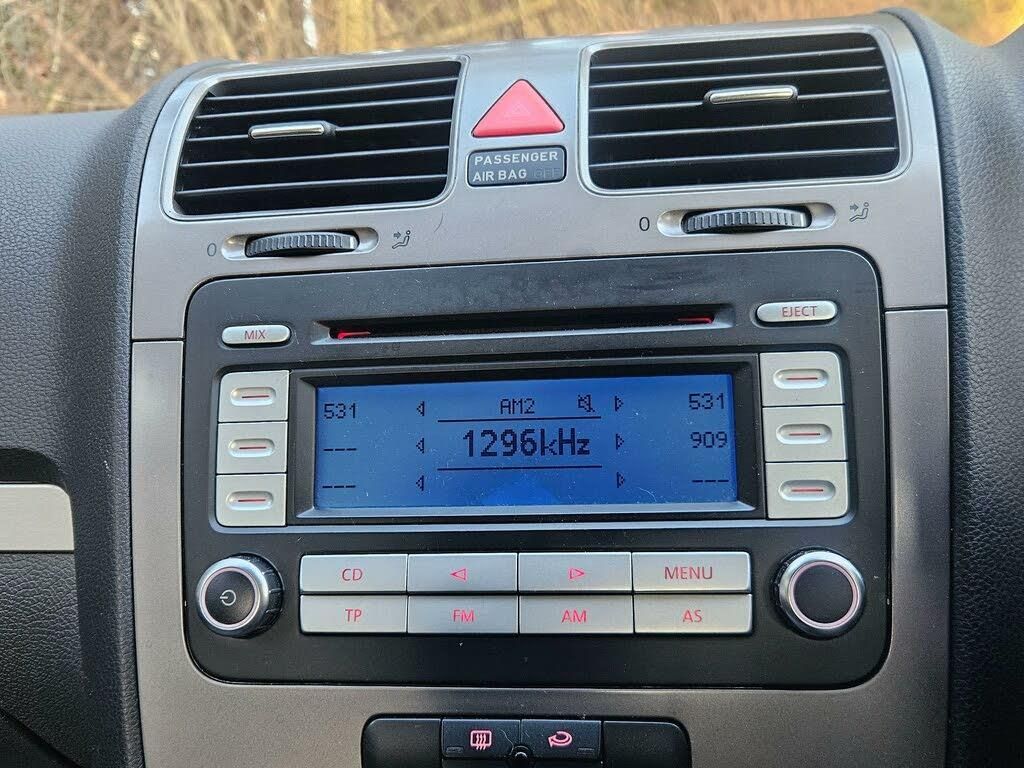 PASSENGER
AIR BAG OFF
0
0
MIX
EJECT
531 AM2 531
--- 1296kHz 909
--- ---
CD MENU
TP FM AM AS